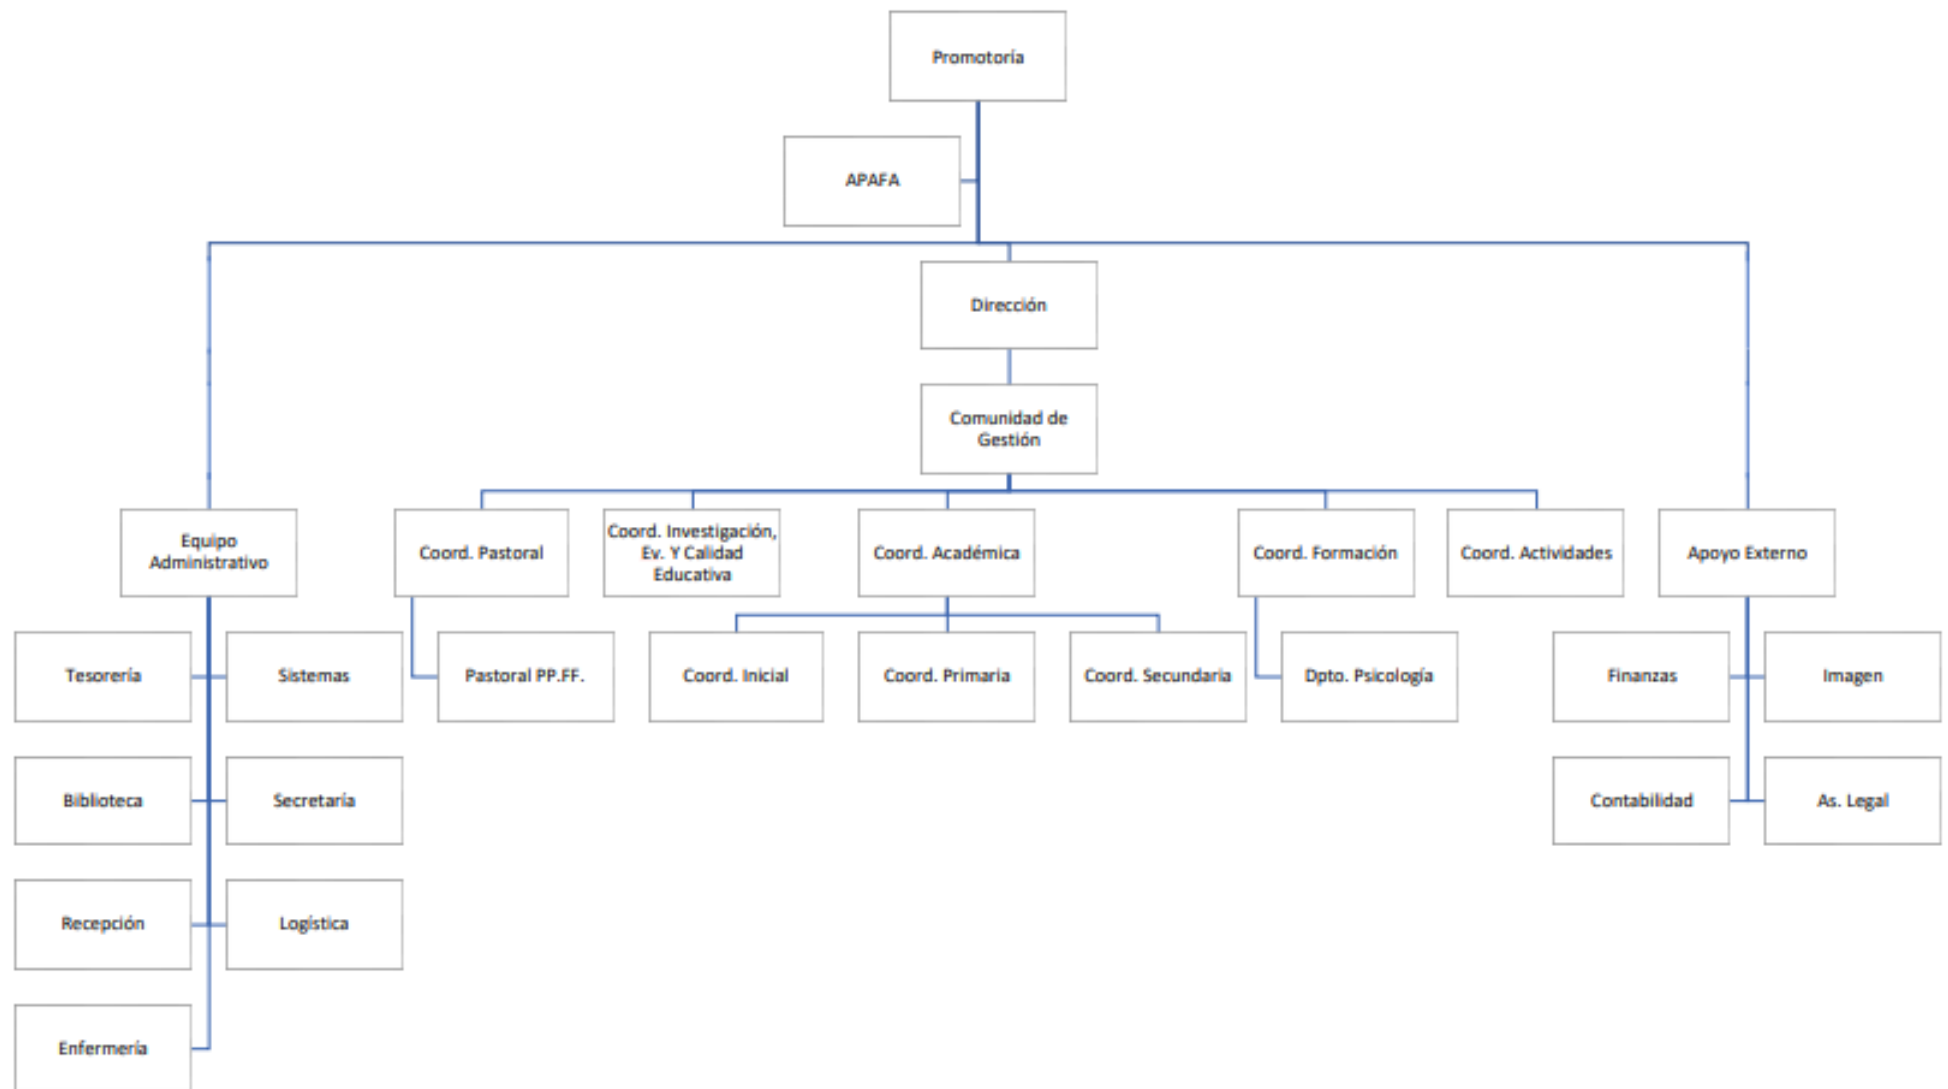 Promotoría
APAFA
Dirección
Comunidad de
Gestión
Equipo
Administrativo
Coord. Pastoral
Coord. Investigación,
Ev. Y Calidad
Educativa
Coord. Académica
Coord. Formación
Coord. Actividades
Apoyo Externo
Tesorería
Sistemas
Pastoral PP.FF.
Coord. Inicial
Coord. Primaria
Coord. Secundaria
Dpto. Psicología
Finanzas
Imagen
Biblioteca
Secretaría
Contabilidad
As. Legal
Recepción
Logística
Enfermería